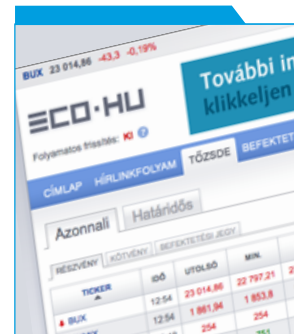 BUX 23 014,86 -43,3 -0,19%
ECO·HU
További in
klikkeljen
Folyamatos frissítés: KI ?
CÍMLAP HÍRLINKFOLYAM TŐZSDE BEFEKTET
Azonnali Határidős
RÉSZVÉNY KÖTVÉNY BEFEKTETÉSI JEGY
TICKER IDŐ UTOLSÓ MIN.
BUX 12:54 23 014,86 22 797,21
12:54 1 861,94 1 853,8
254 254